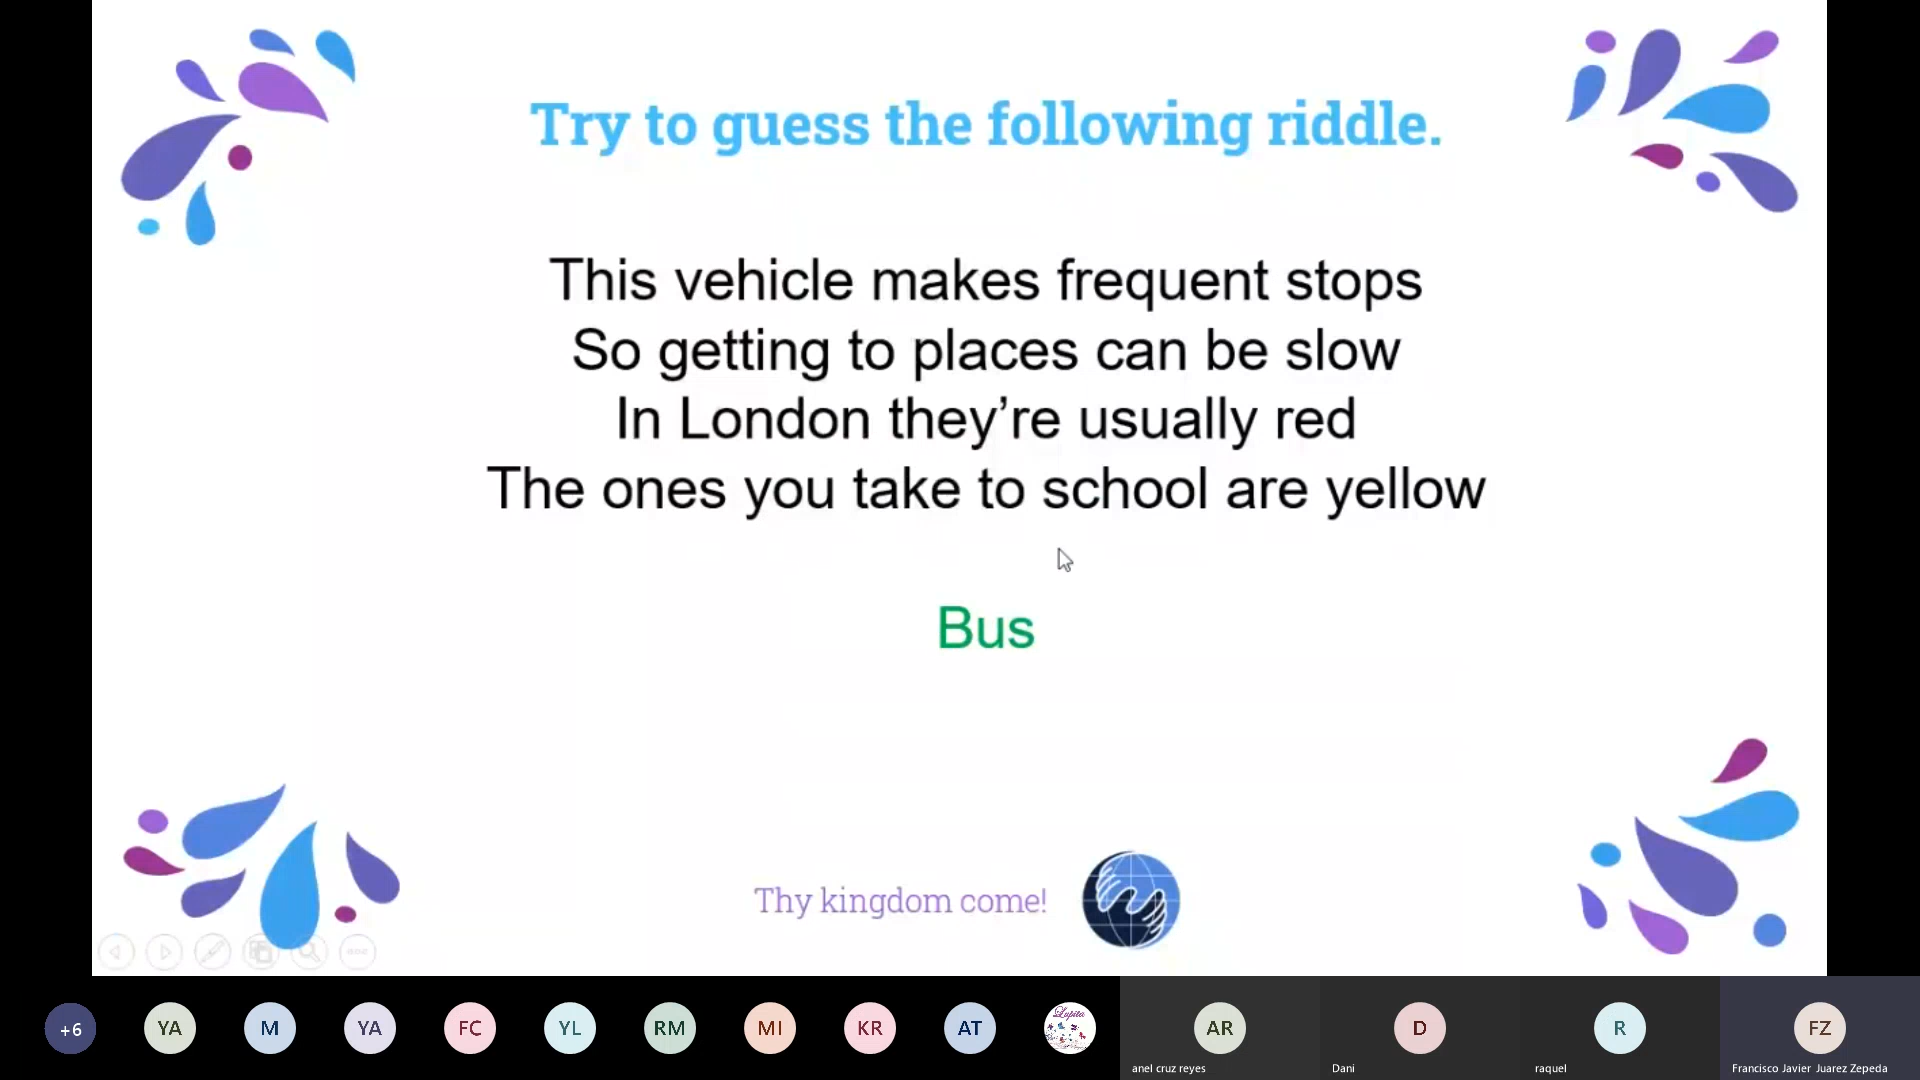 Try to guess the following riddle.
This vehicle makes frequent stops
So getting to places can be slow
In London they’re usually red
The ones you take to school are yellow
Bus
Thy kingdom come!
+6
YA
M
YA
FC
YL
RM
MI
KR
AT
Lupita
AR
D
R
FZ
anel cruz reyes
Dani
raquel
Francisco Javier Juarez Zepeda